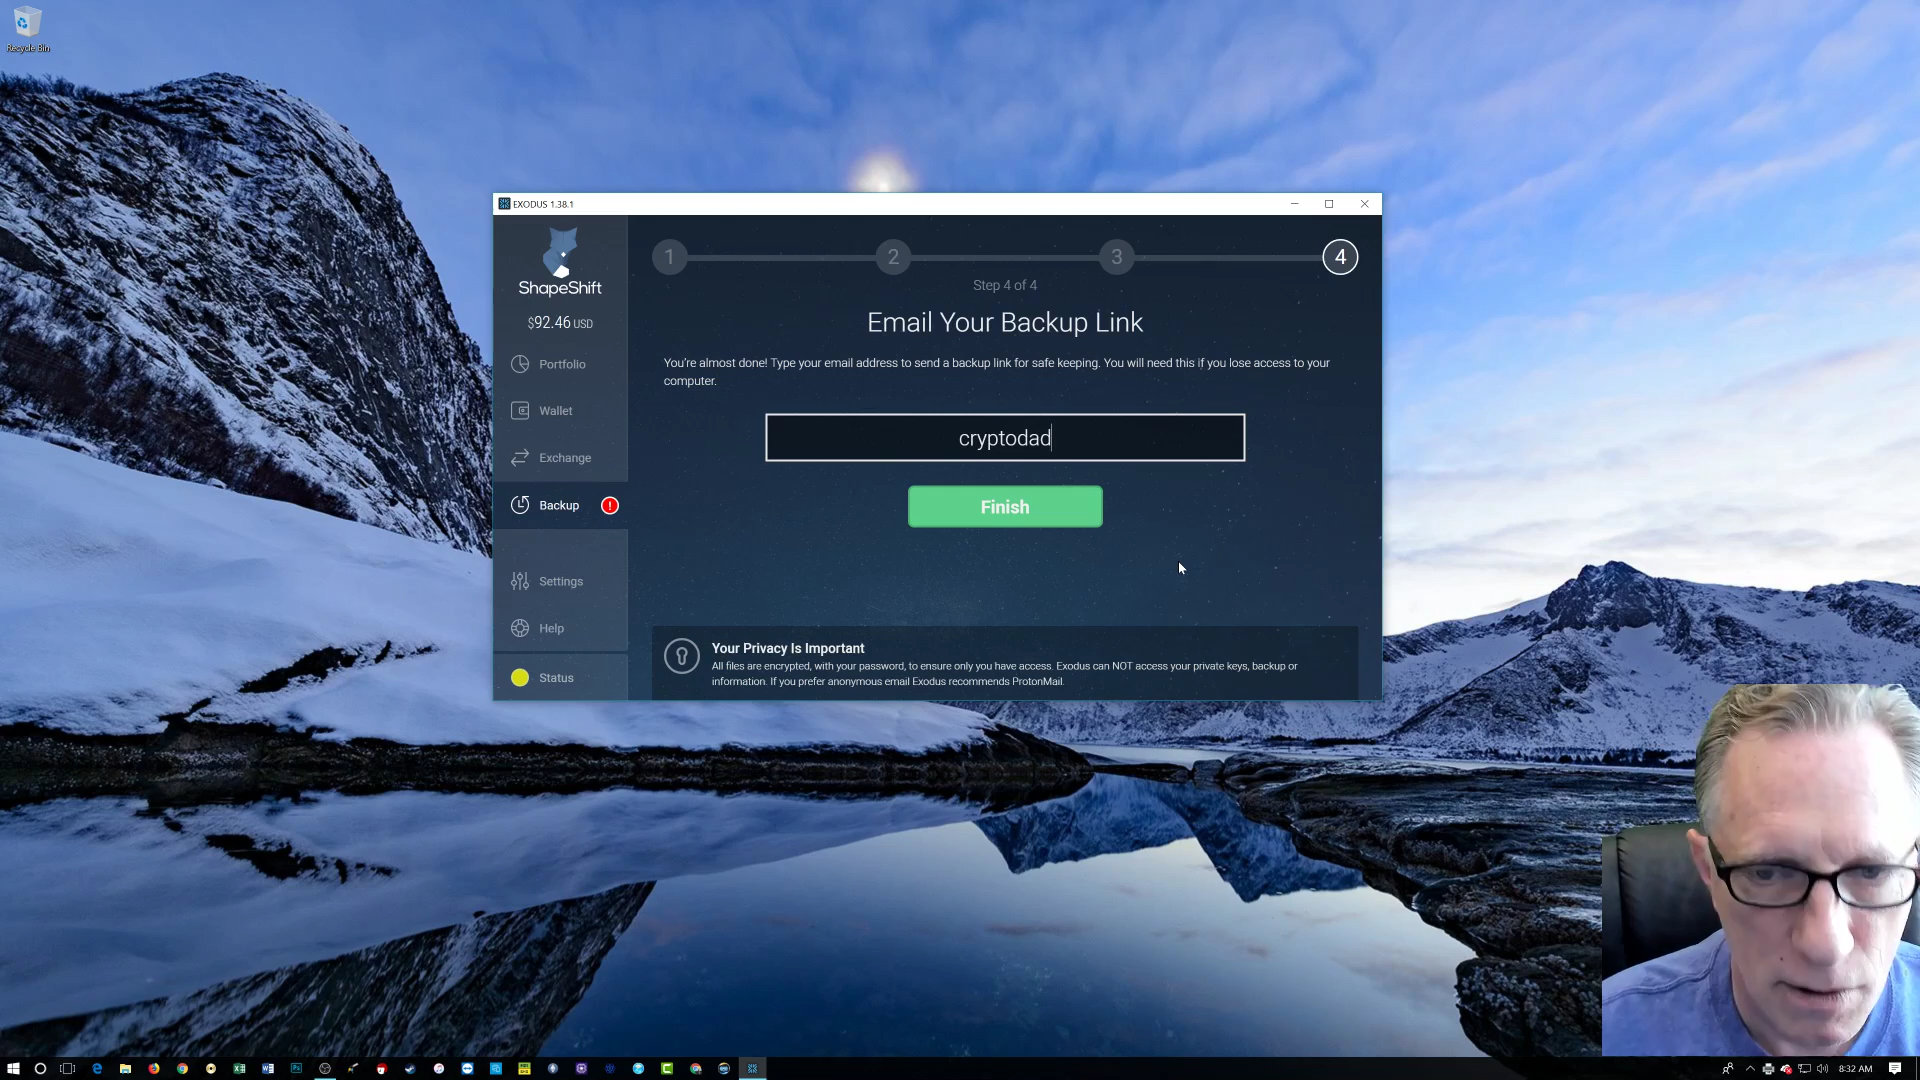 Recycle Bin
EXODUS 1.38.1
ShapeShift
$92.46 USD
Portfolio
Wallet
Exchange
Backup
!
Settings
Help
Status
1
2
3
4
Step 4 of 4
Email Your Backup Link
You're almost done! Type your email address to send a backup link for safe keeping. You will need this if you lose access to your
computer.
cryptodad
Finish
Your Privacy Is Important
All files are encrypted, with your password, to ensure only you have access. Exodus can NOT access your private keys, backup or
information. If you prefer anonymous email Exodus recommends ProtonMail.
8:32 AM